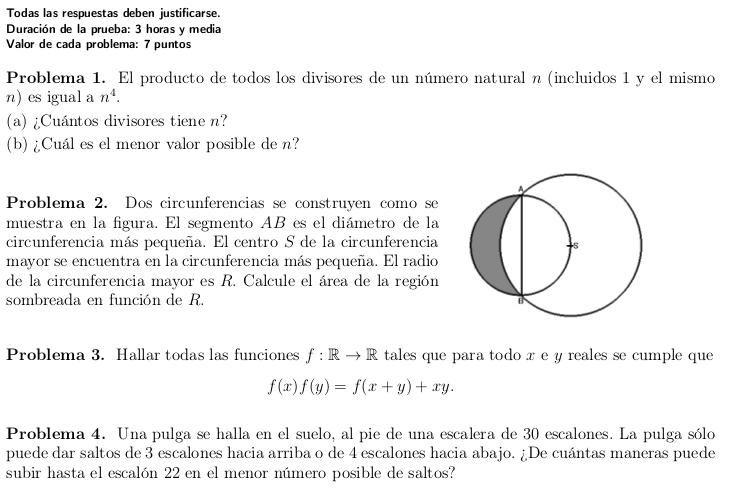 Todas las respuestas deben justificarse.
Duración de la prueba: 3 horas y media
Valor de cada problema: 7 puntos
Problema 1. El producto de todos los divisores de un número natural n (incluidos 1 y el mismo
n) es igual a n⁴.
(a) ¿Cuántos divisores tiene n?
(b) ¿Cuál es el menor valor posible de n?
Problema 2. Dos circunferencias se construyen como se
muestra en la figura. El segmento AB es el diámetro de la
circunferencia más pequeña. El centro S de la circunferencia
mayor se encuentra en la circunferencia más pequeña. El radio
de la circunferencia mayor es R. Calcule el área de la región
sombreada en función de R.
A
S
B
Problema 3. Hallar todas las funciones f : ℝ → ℝ tales que para todo x e y reales se cumple que
f(x)f(y) = f(x + y) + xy.
Problema 4. Una pulga se halla en el suelo, al pie de una escalera de 30 escalones. La pulga sólo
puede dar saltos de 3 escalones hacia arriba o de 4 escalones hacia abajo. ¿De cuántas maneras puede
subir hasta el escalón 22 en el menor número posible de saltos?